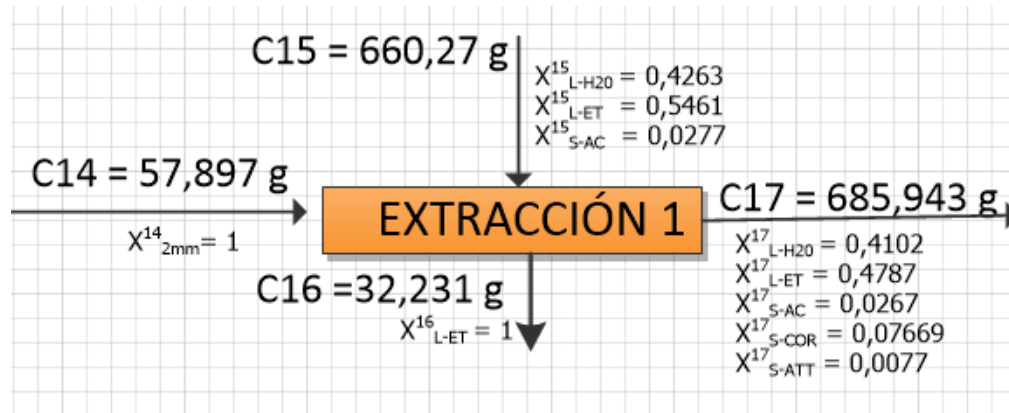 C15 = 660,27 g
X15L-H20 = 0,4263
X15L-ET = 0,5461
X15S-AC = 0,0277
C14 = 57,897 g
X14 2mm= 1
EXTRACCIÓN 1
C17 = 685,943 g
X17L-H20 = 0,4102
X17L-ET = 0,4787
X17S-AC = 0,0267
X17S-COR = 0,07669
X17S-ATT = 0,0077
C16 =32,231 g
X16L-ET = 1